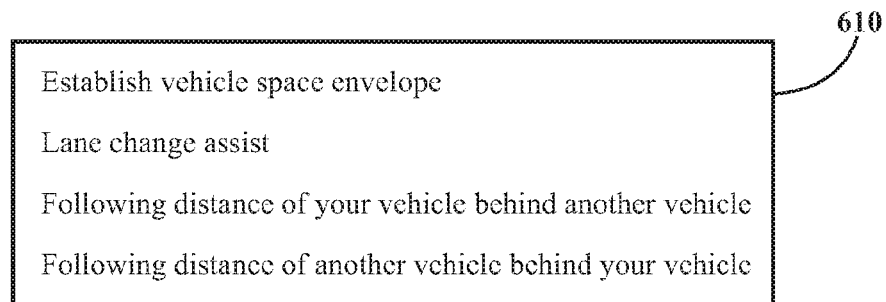 610
Establish vehicle space envelope
Lane change assist
Following distance of your vehicle behind another vehicle
Following distance of another vehicle behind your vehicle